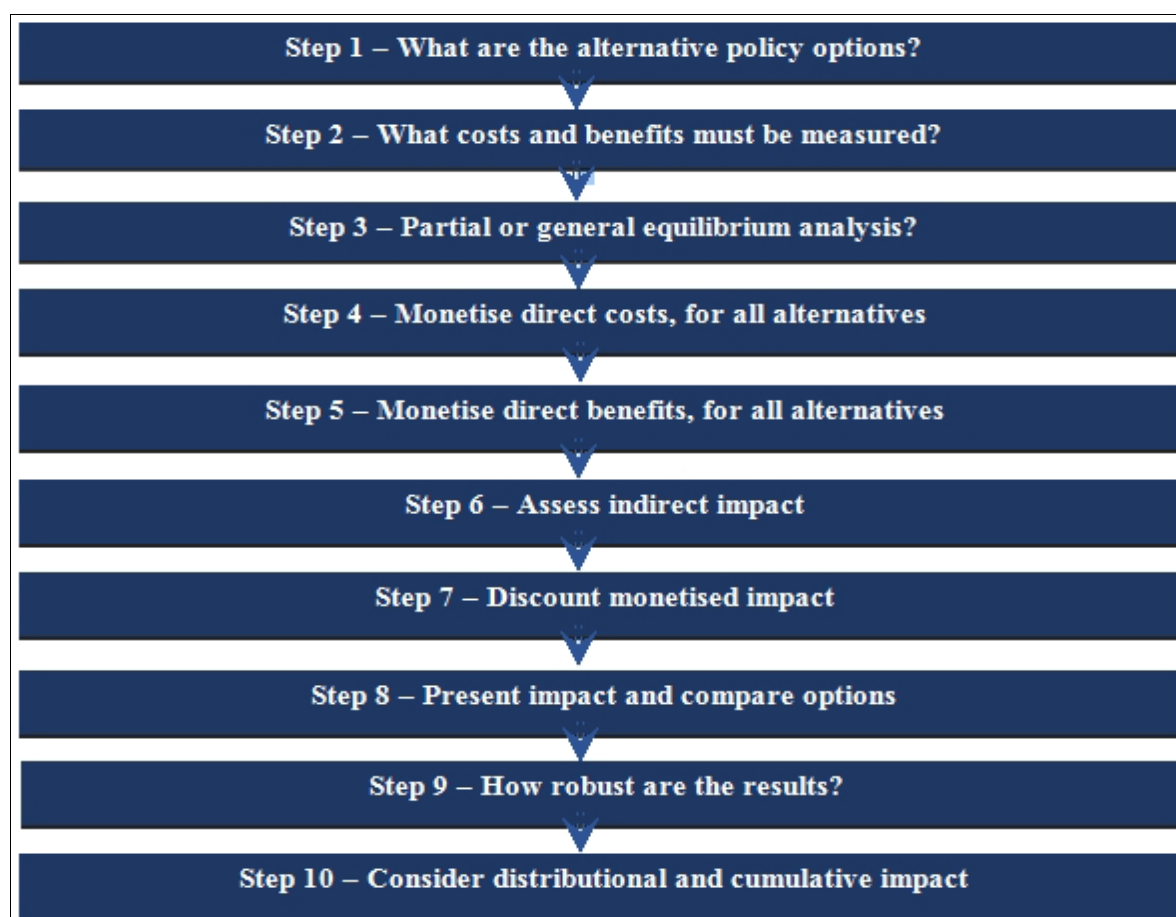 Step 1 – What are the alternative policy options?
Step 2 – What costs and benefits must be measured?
Step 3 – Partial or general equilibrium analysis?
Step 4 – Monetise direct costs, for all alternatives
Step 5 – Monetise direct benefits, for all alternatives
Step 6 – Assess indirect impact
Step 7 – Discount monetised impact
Step 8 – Present impact and compare options
Step 9 – How robust are the results?
Step 10 – Consider distributional and cumulative impact